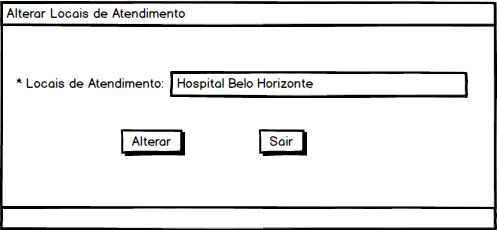 Alterar Locais de Atendimento
* Locais de Atendimento: Hospital Belo Horizonte
Alterar Sair